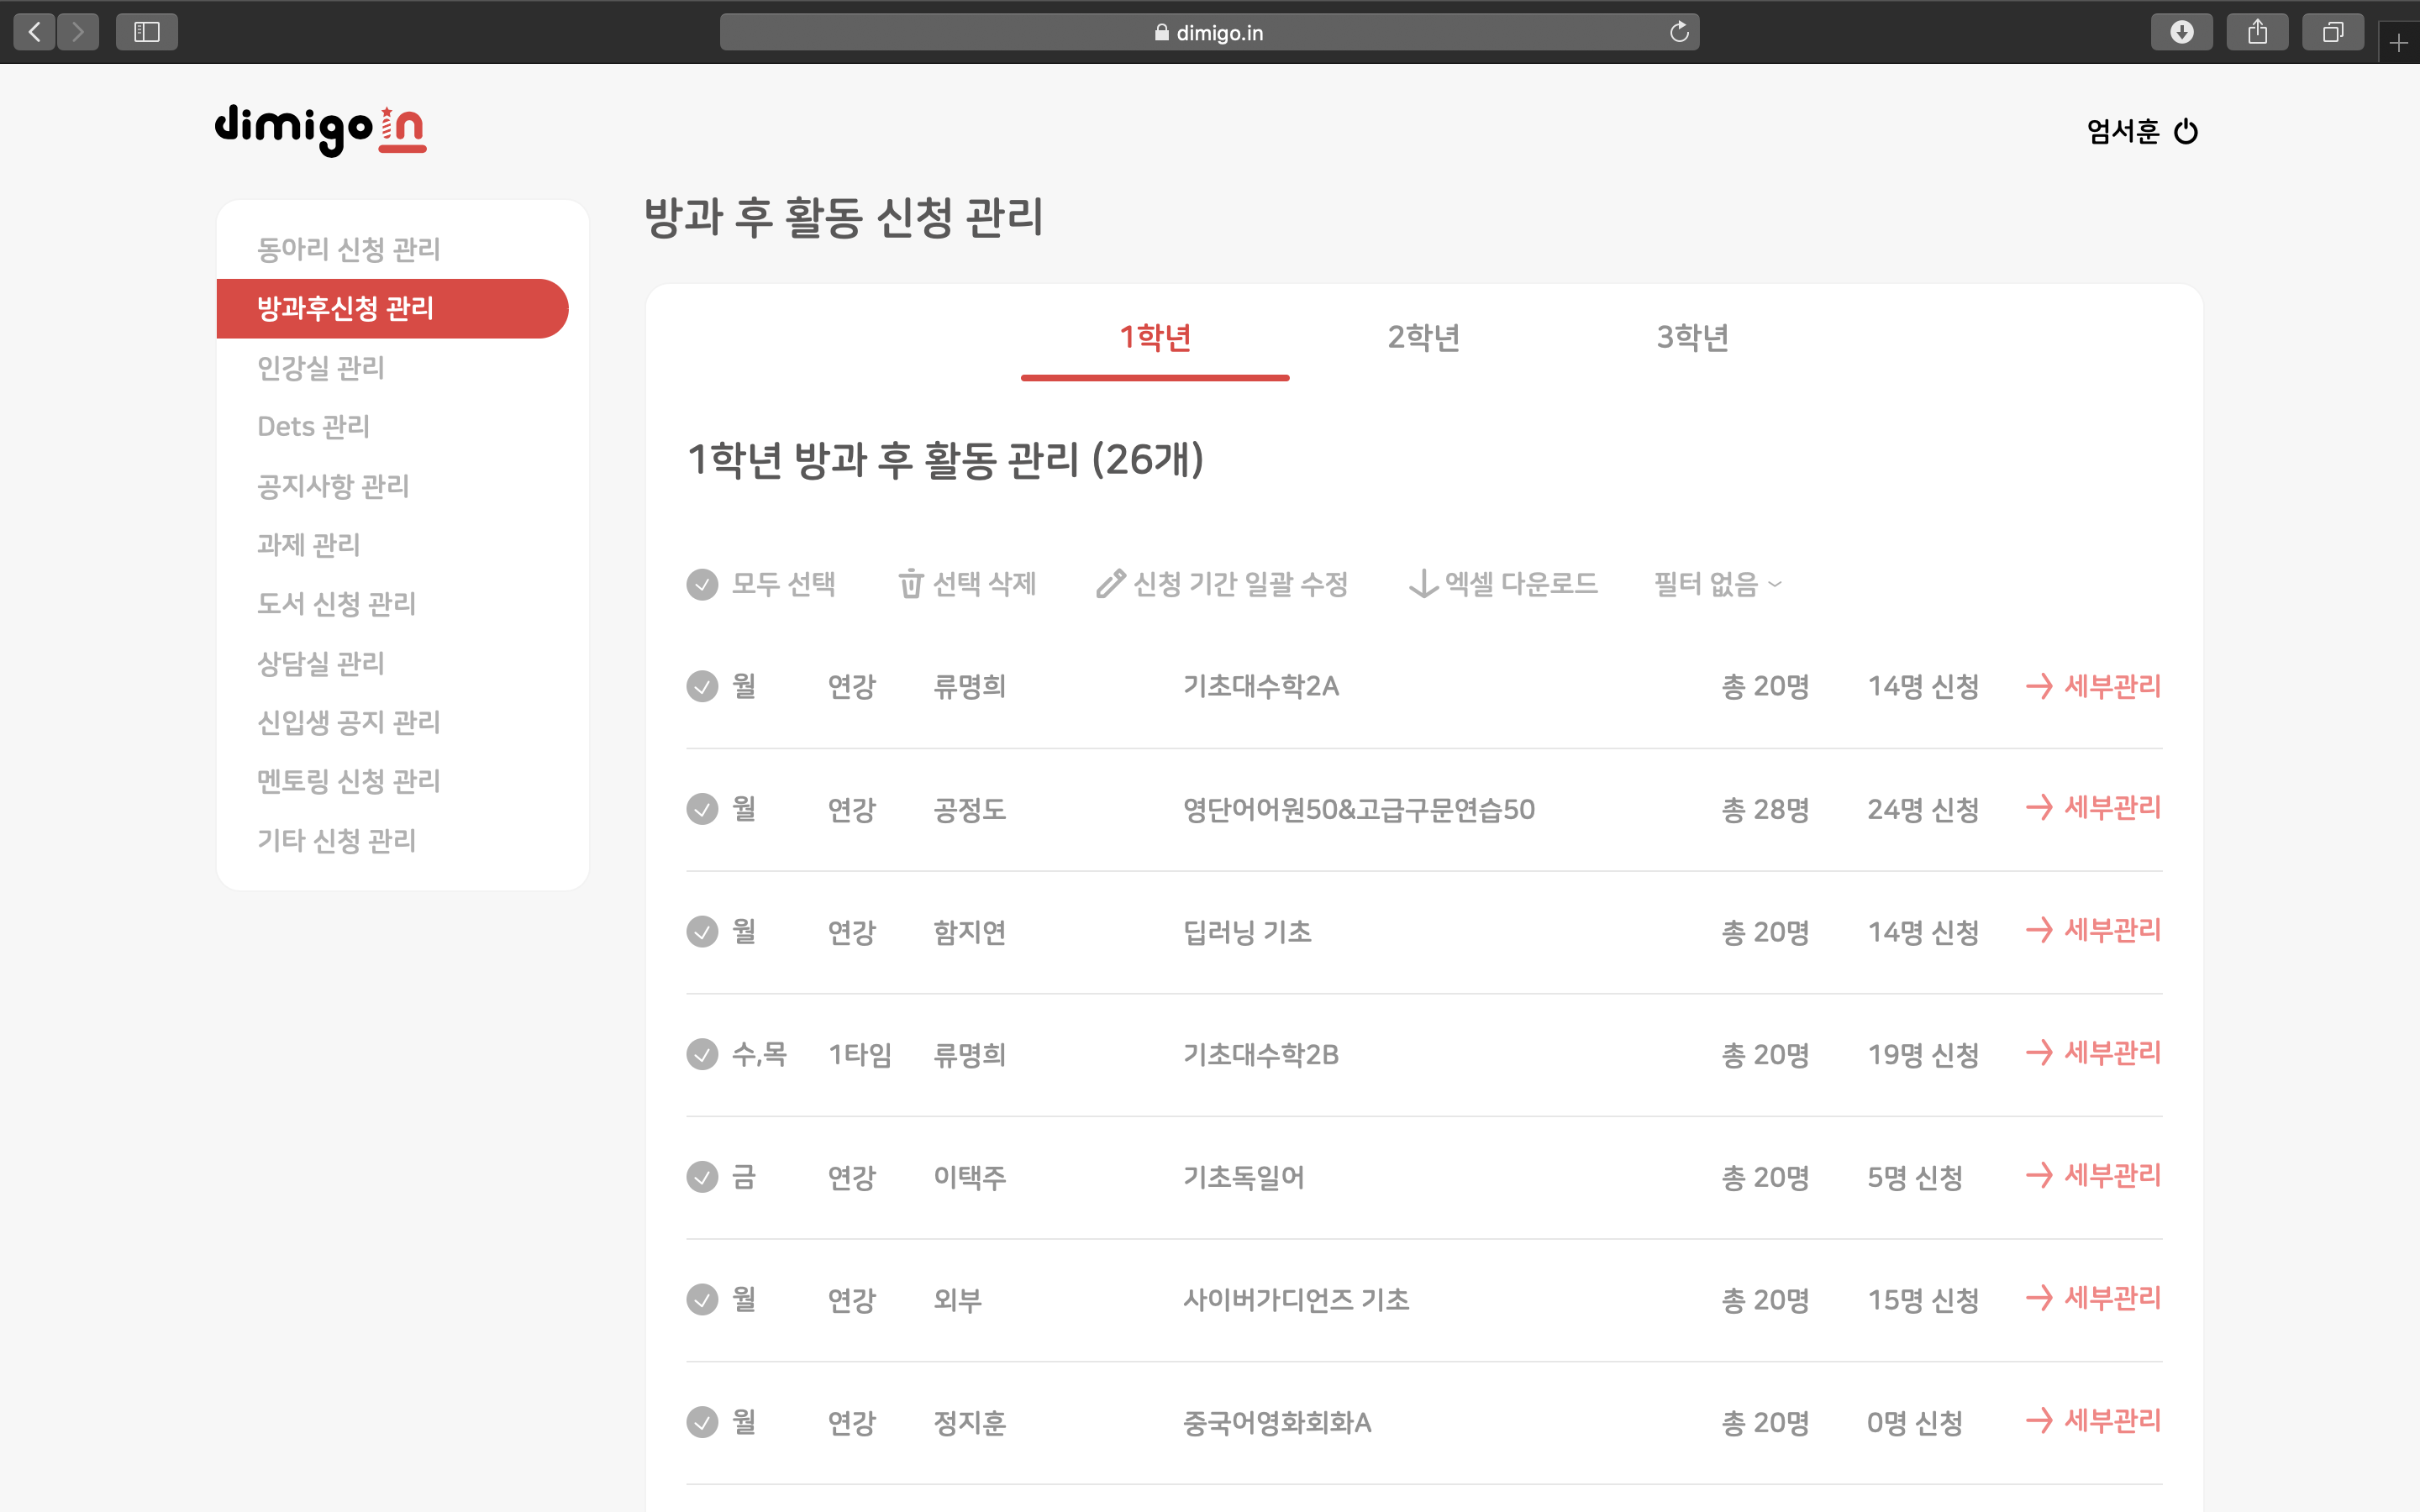 dimigo.in
dimigo in
엄서훈
방과 후 활동 신청 관리
동아리 신청 관리
방과후신청 관리
인강실 관리
Dets 관리
공지사항 관리
과제 관리
도서 신청 관리
상담실 관리
신입생 공지 관리
멘토링 신청 관리
기타 신청 관리
1학년 2학년 3학년
1학년 방과 후 활동 관리 (26개)
모두 선택 선택 삭제 신청 기간 일괄 수정 엑셀 다운로드 필터 없음
월 연강 류명희 기초대수학2A 총 20명 14명 신청 세부관리
월 연강 공정도 영단어어원50&고급구문연습50 총 28명 24명 신청 세부관리
월 연강 함지연 딥러닝 기초 총 20명 14명 신청 세부관리
수,목 1타임 류명희 기초대수학2B 총 20명 19명 신청 세부관리
금 연강 이택주 기초독일어 총 20명 5명 신청 세부관리
월 연강 외부 사이버가디언즈 기초 총 20명 15명 신청 세부관리
월 연강 정지훈 중국어영화회화A 총 20명 0명 신청 세부관리